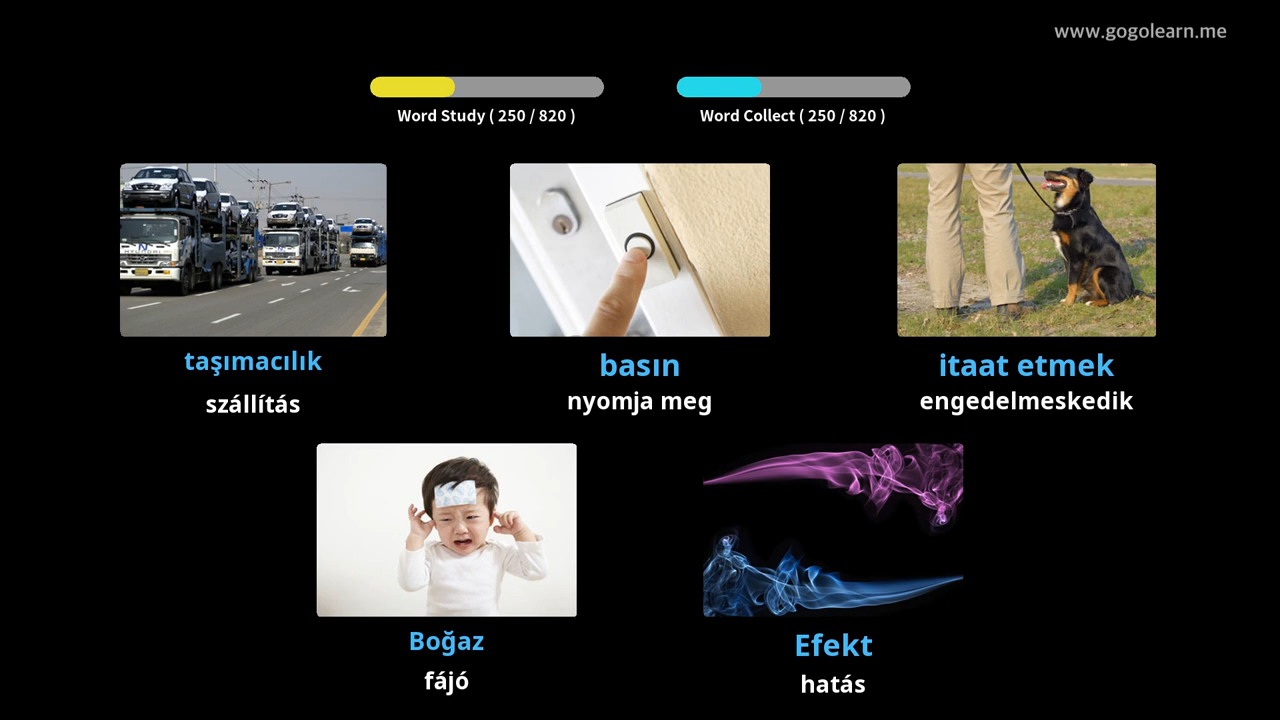 www.gogolearn.me
Word Study ( 250 / 820 )
Word Collect ( 250 / 820 )
taşımacılık
szállítás
basın
nyomja meg
itaat etmek
engedelmeskedik
Boğaz
fájó
Efekt
hatás